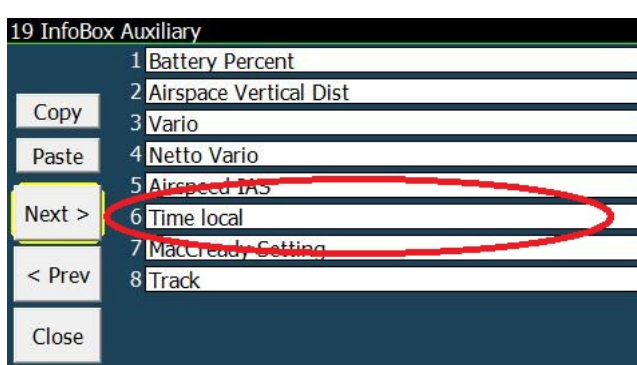 19 InfoBox Auxiliary
1 Battery Percent
2 Airspace Vertical Dist
Copy
3 Vario
Paste
4 Netto Vario
5 Airspeed IAS
Next >
6 Time local
7 MacCready Setting
< Prev
8 Track
Close